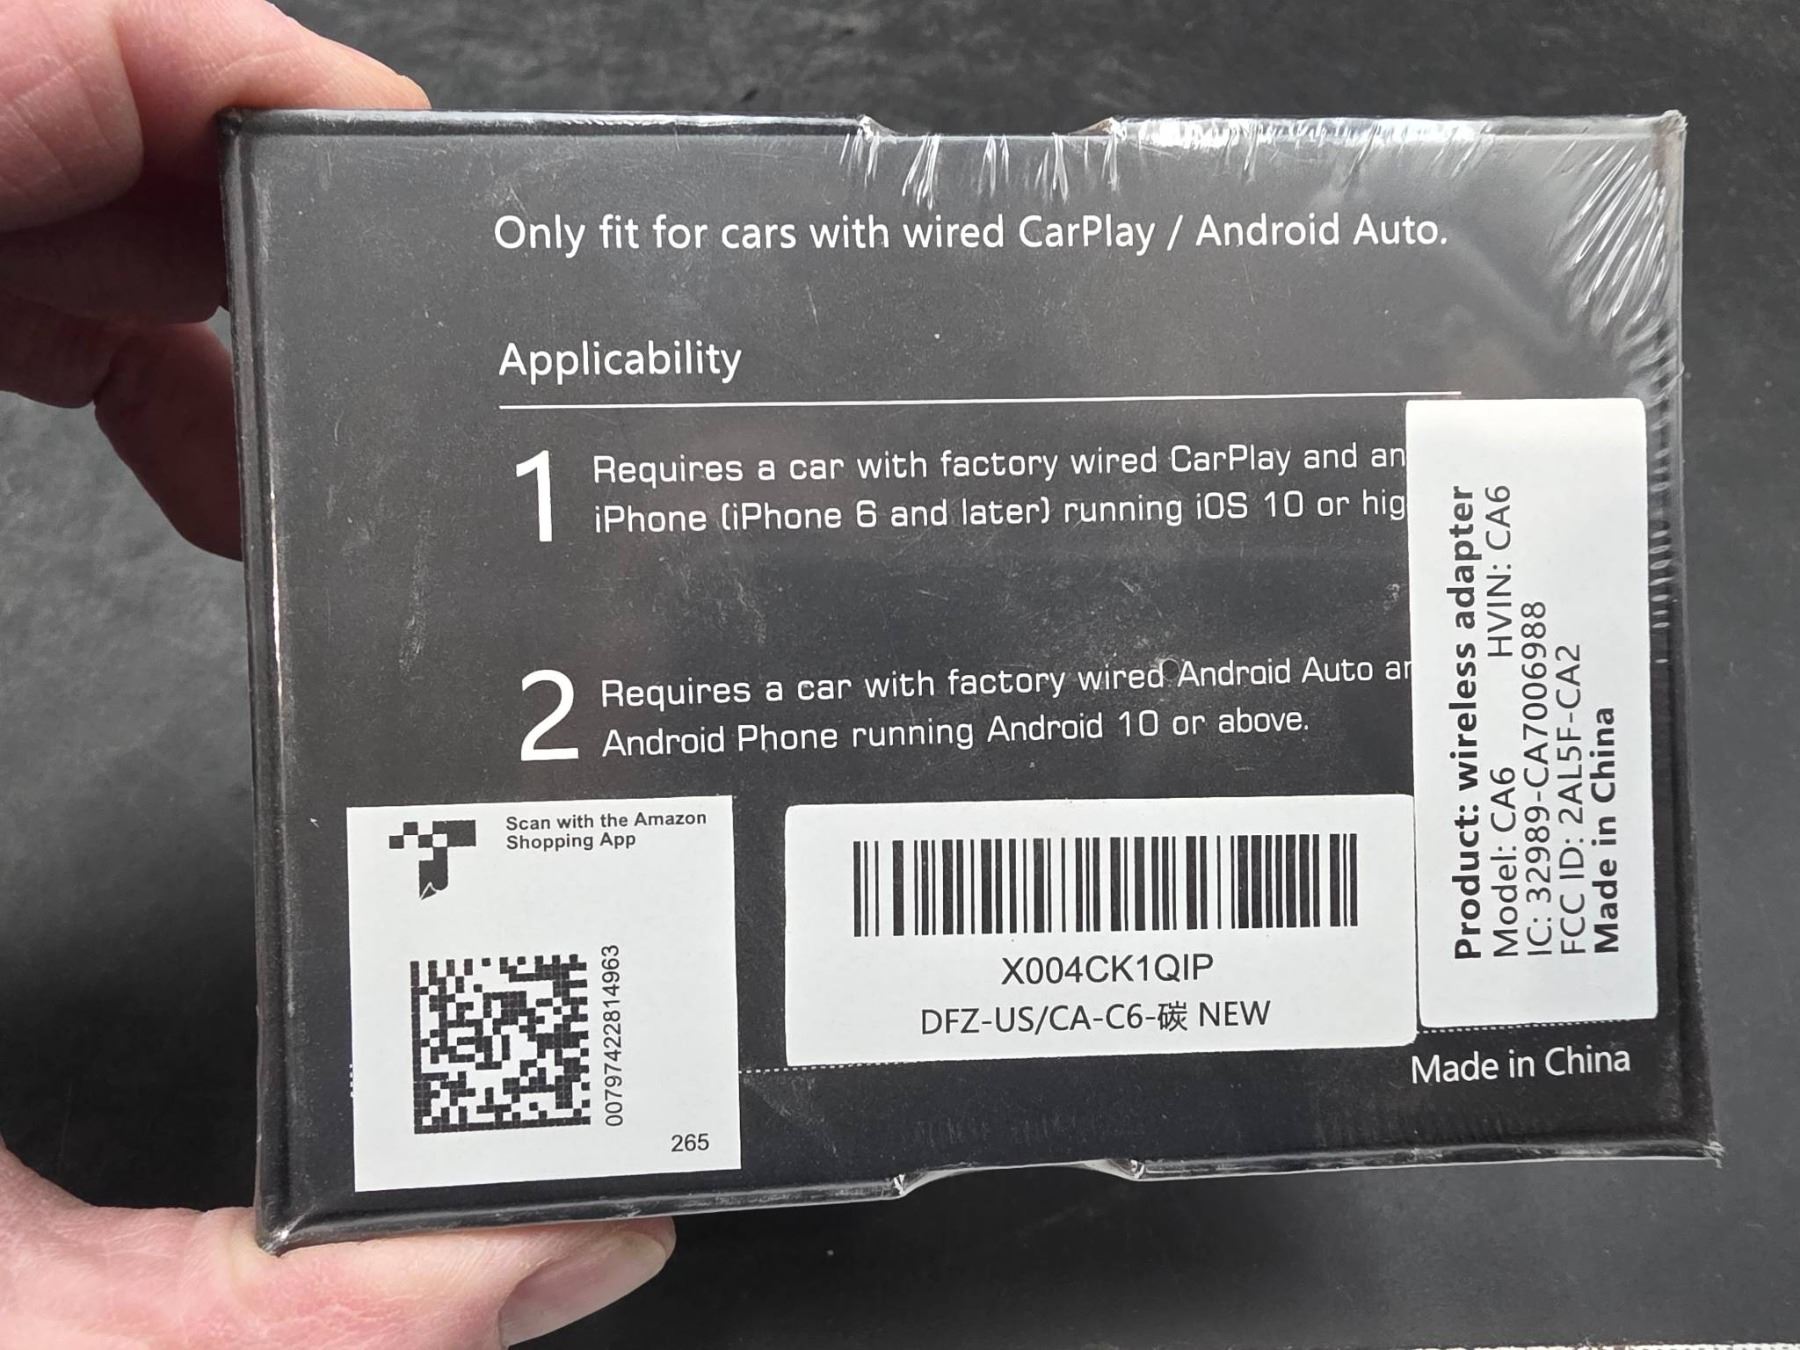 Only fit for cars with wired CarPlay / Android Auto.
Applicability
1
Requires a car with factory wired CarPlay and an
iPhone (iPhone 6 and later) running iOS 10 or hig
2
Requires a car with factory wired Android Auto ar
Android Phone running Android 10 or above.
Scan with the Amazon
Shopping App
00797422814963
265
X004CK1QIP
DFZ-US/CA-C6-碳 NEW
Product: wireless adapter
Model: CA6 HVIN: CA6
IC: 32989-CA7006988
FCC ID: 2AL5F-CA2
Made in China
Made in China